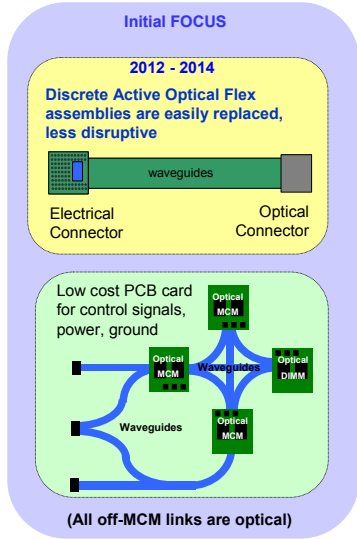 Initial FOCUS
2012 - 2014
Discrete Active Optical Flex
assemblies are easily replaced,
less disruptive
waveguides
Electrical
Connector
Optical
Connector
Low cost PCB card
for control signals,
power, ground
Optical
MCM
Optical
MCM
Waveguides
Optical
DIMM
Waveguides
Optical
MCM
(All off-MCM links are optical)